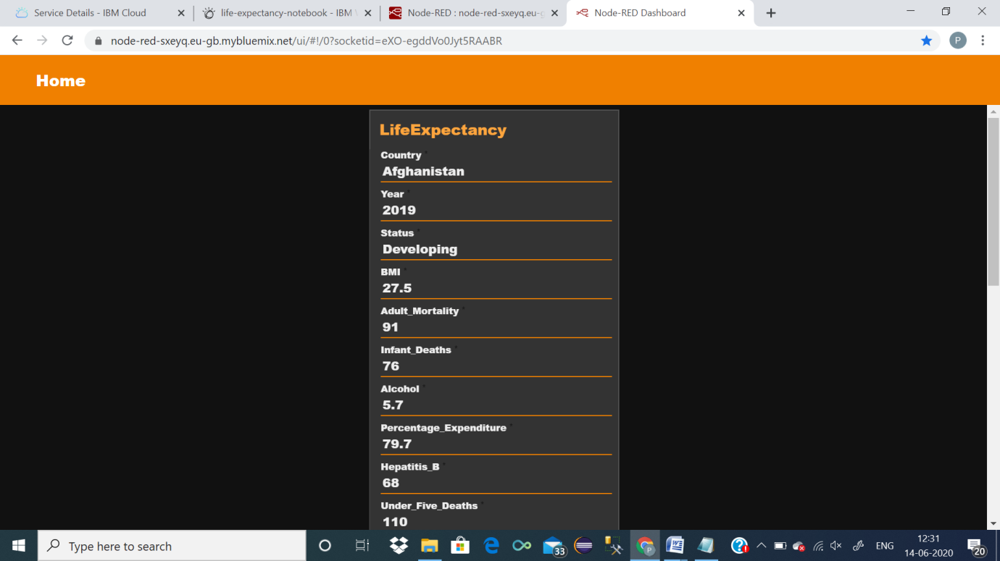 Service Details - IBM Cloud
life-expectancy-notebook - IBM
Node-RED : node-red-sxeyq.eu-g
Node-RED Dashboard
node-red-sxeyq.eu-gb.mybluemix.net/ui/#!/0?socketid=eXO-egddVo0Jyt5RAABR
P
Home
LifeExpectancy
Country *
Afghanistan
Year *
2019
Status *
Developing
BMI *
27.5
Adult_Mortality *
91
Infant_Deaths *
76
Alcohol *
5.7
Percentage_Expenditure *
79.7
Hepatitis_B *
68
Under_Five_Deaths *
110
Type here to search
33
P
ENG
12:31
14-06-2020
20